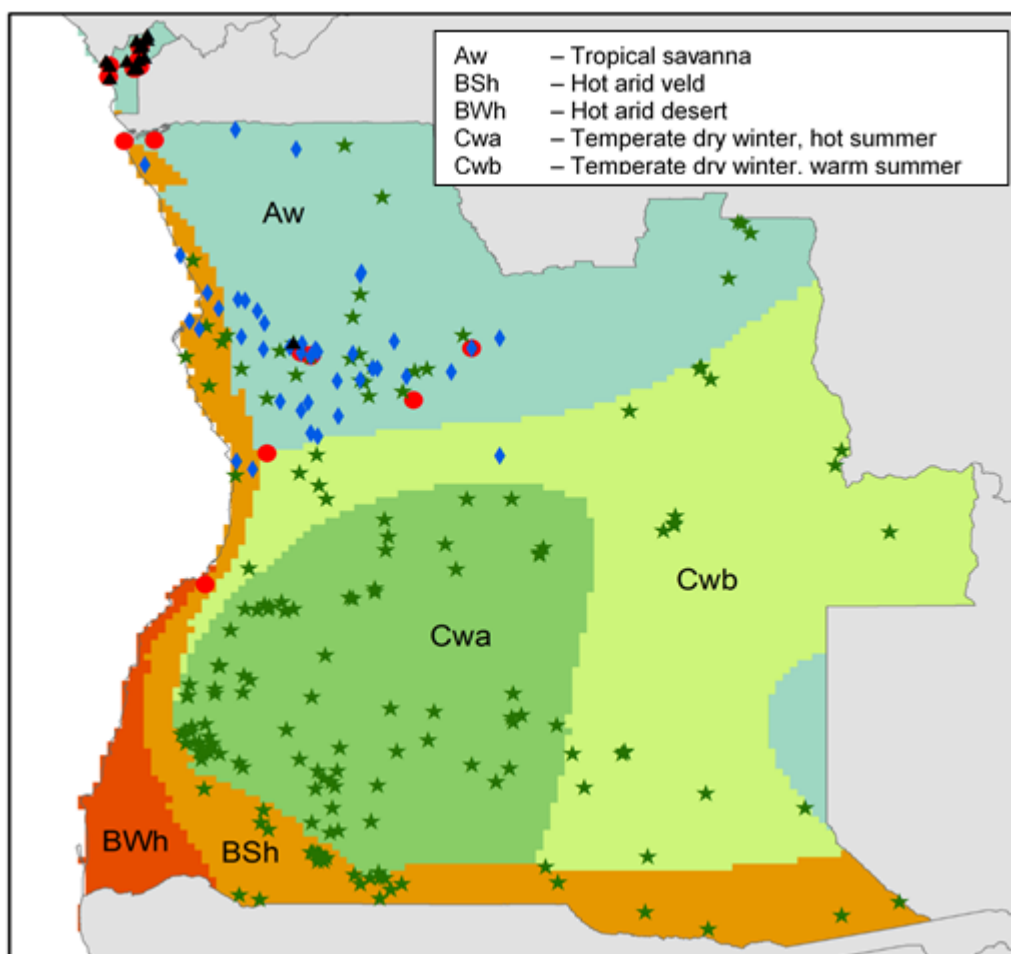 Aw – Tropical savanna
BSh – Hot arid veld
BWh – Hot arid desert
Cwa – Temperate dry winter, hot summer
Cwb – Temperate dry winter. warm summer
Aw
Cwb
Cwa
BWh
BSh